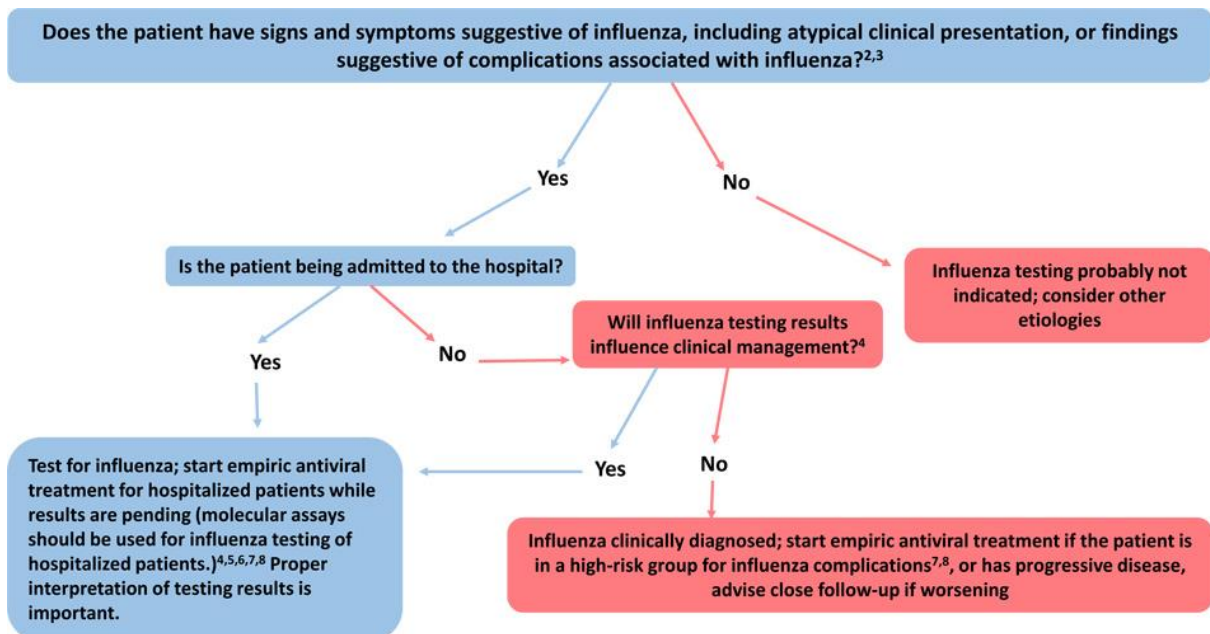 Does the patient have signs and symptoms suggestive of influenza, including atypical clinical presentation, or findings
suggestive of complications associated with influenza?2,3
Yes
No
Is the patient being admitted to the hospital?
Influenza testing probably not
indicated; consider other
etiologies
Will influenza testing results
influence clinical management?4
Yes
No
Yes
No
Test for influenza; start empiric antiviral
treatment for hospitalized patients while
results are pending (molecular assays
should be used for influenza testing of
hospitalized patients.)4,5,6,7,8 Proper
interpretation of testing results is
important.
Influenza clinically diagnosed; start empiric antiviral treatment if the patient is
in a high-risk group for influenza complications7,8, or has progressive disease,
advise close follow-up if worsening